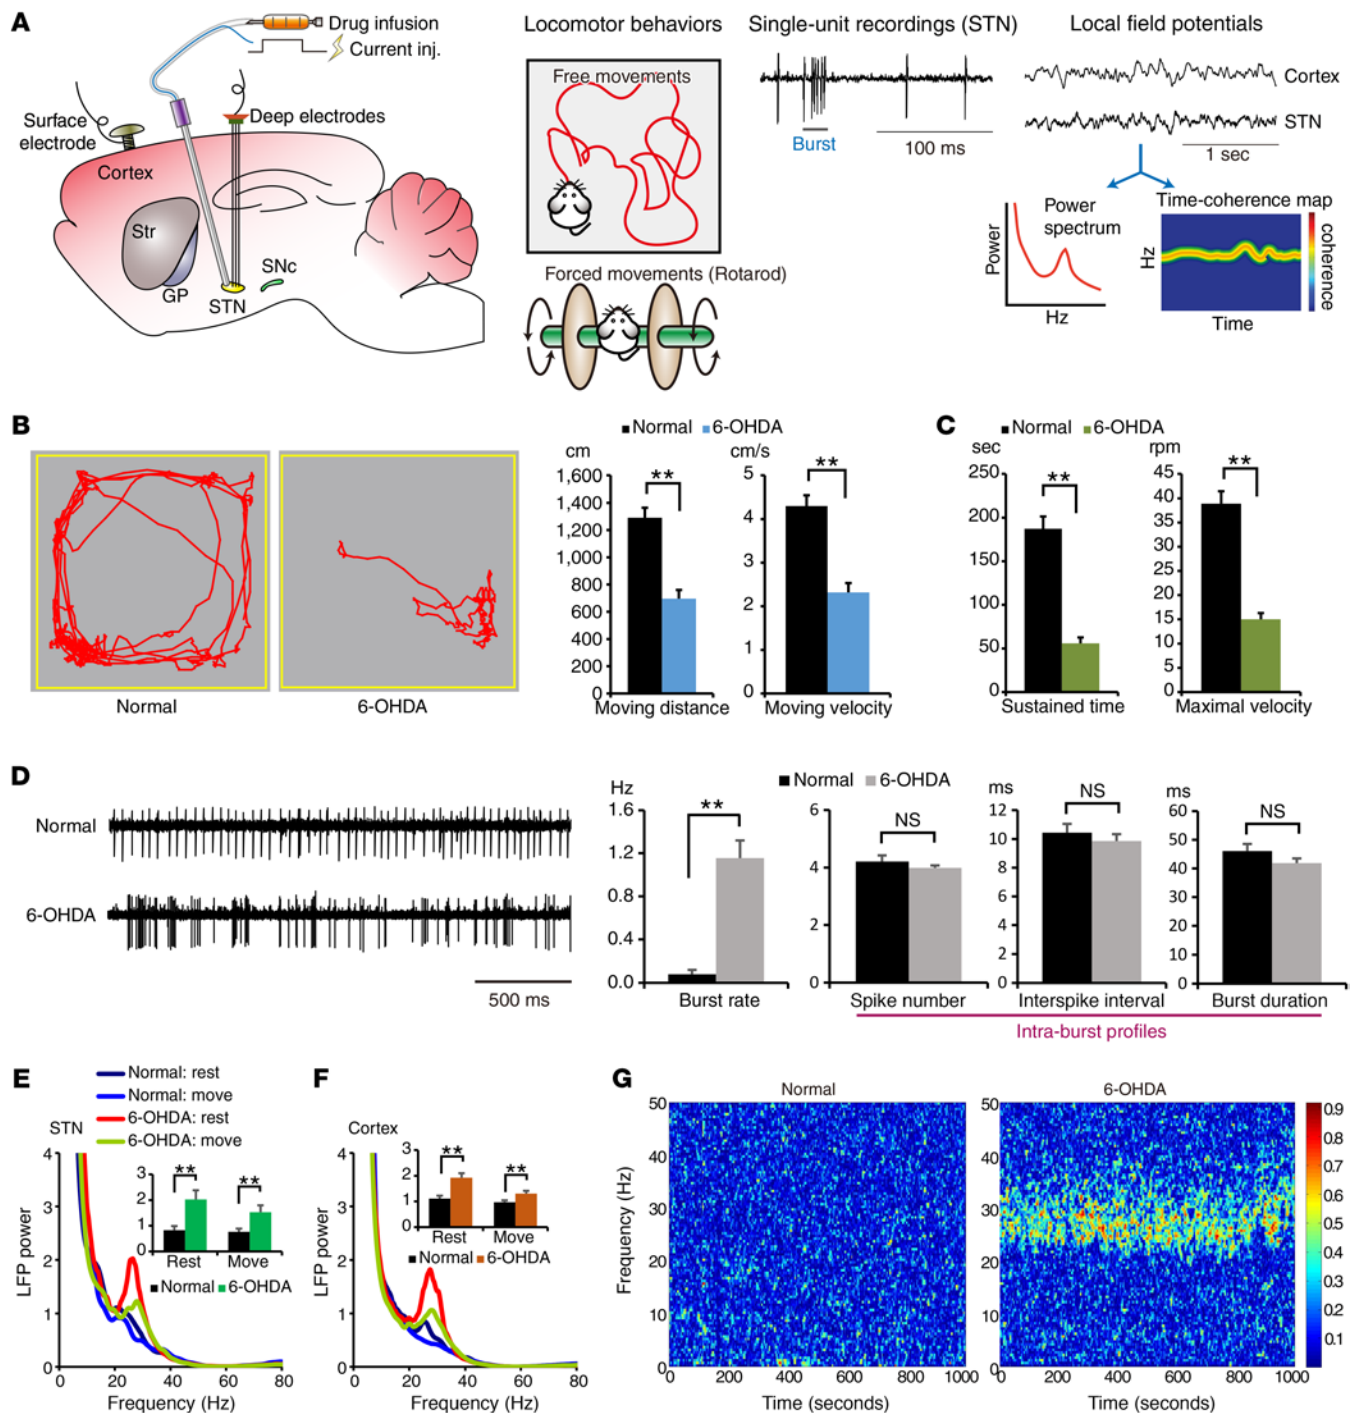 A
Drug infusion
Current inj.
Surface
electrode
Deep electrodes
Cortex
Str
GP
STN
SNc
Locomotor behaviors
Free movements
Forced movements (Rotarod)
Single-unit recordings (STN)
Burst
100 ms
Local field potentials
Cortex
STN
1 sec
Power
spectrum
Power
Hz
Time-coherence map
Hz
Time
coherence
B
Normal
6-OHDA
Normal 6-OHDA
cm
1,600
1,400
1,200
1,000
800
600
400
200
0
**
Moving distance
cm/s
5
4
3
2
1
0
**
Moving velocity
C
Normal 6-OHDA
sec
250
200
150
100
50
0
**
Sustained time
rpm
45
40
35
30
25
20
15
10
5
0
**
Maximal velocity
D
Normal
6-OHDA
500 ms
Normal 6-OHDA
Hz
1.6
1.2
0.8
0.4
0.0
**
Burst rate
6
4
2
0
NS
Spike number
ms
12
10
8
6
4
2
0
NS
Interspike interval
ms
60
50
40
30
20
10
0
NS
Burst duration
Intra-burst profiles
E
Normal: rest
Normal: move
6-OHDA: rest
6-OHDA: move
STN
LFP power
4
3
2
1
0
0 20 40 60 80
Frequency (Hz)
3
2
1
0
** **
Rest Move
Normal 6-OHDA
F
Cortex
LFP power
4
3
2
1
0
0 20 40 60 80
Frequency (Hz)
3
2
1
0
** **
Rest Move
Normal 6-OHDA
G
Normal
Frequency (Hz)
50
40
30
20
10
0
0 200 400 600 800 1000
Time (seconds)
6-OHDA
50
40
30
20
10
0
0 200 400 600 800 1000
Time (seconds)
0.9
0.8
0.7
0.6
0.5
0.4
0.3
0.2
0.1